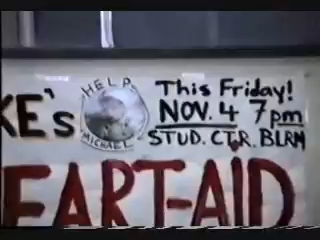 KE's
HELP
MICHAEL
This Friday!
NOV. 4 7pm
STUD. CTR. BLRM
EART-AID